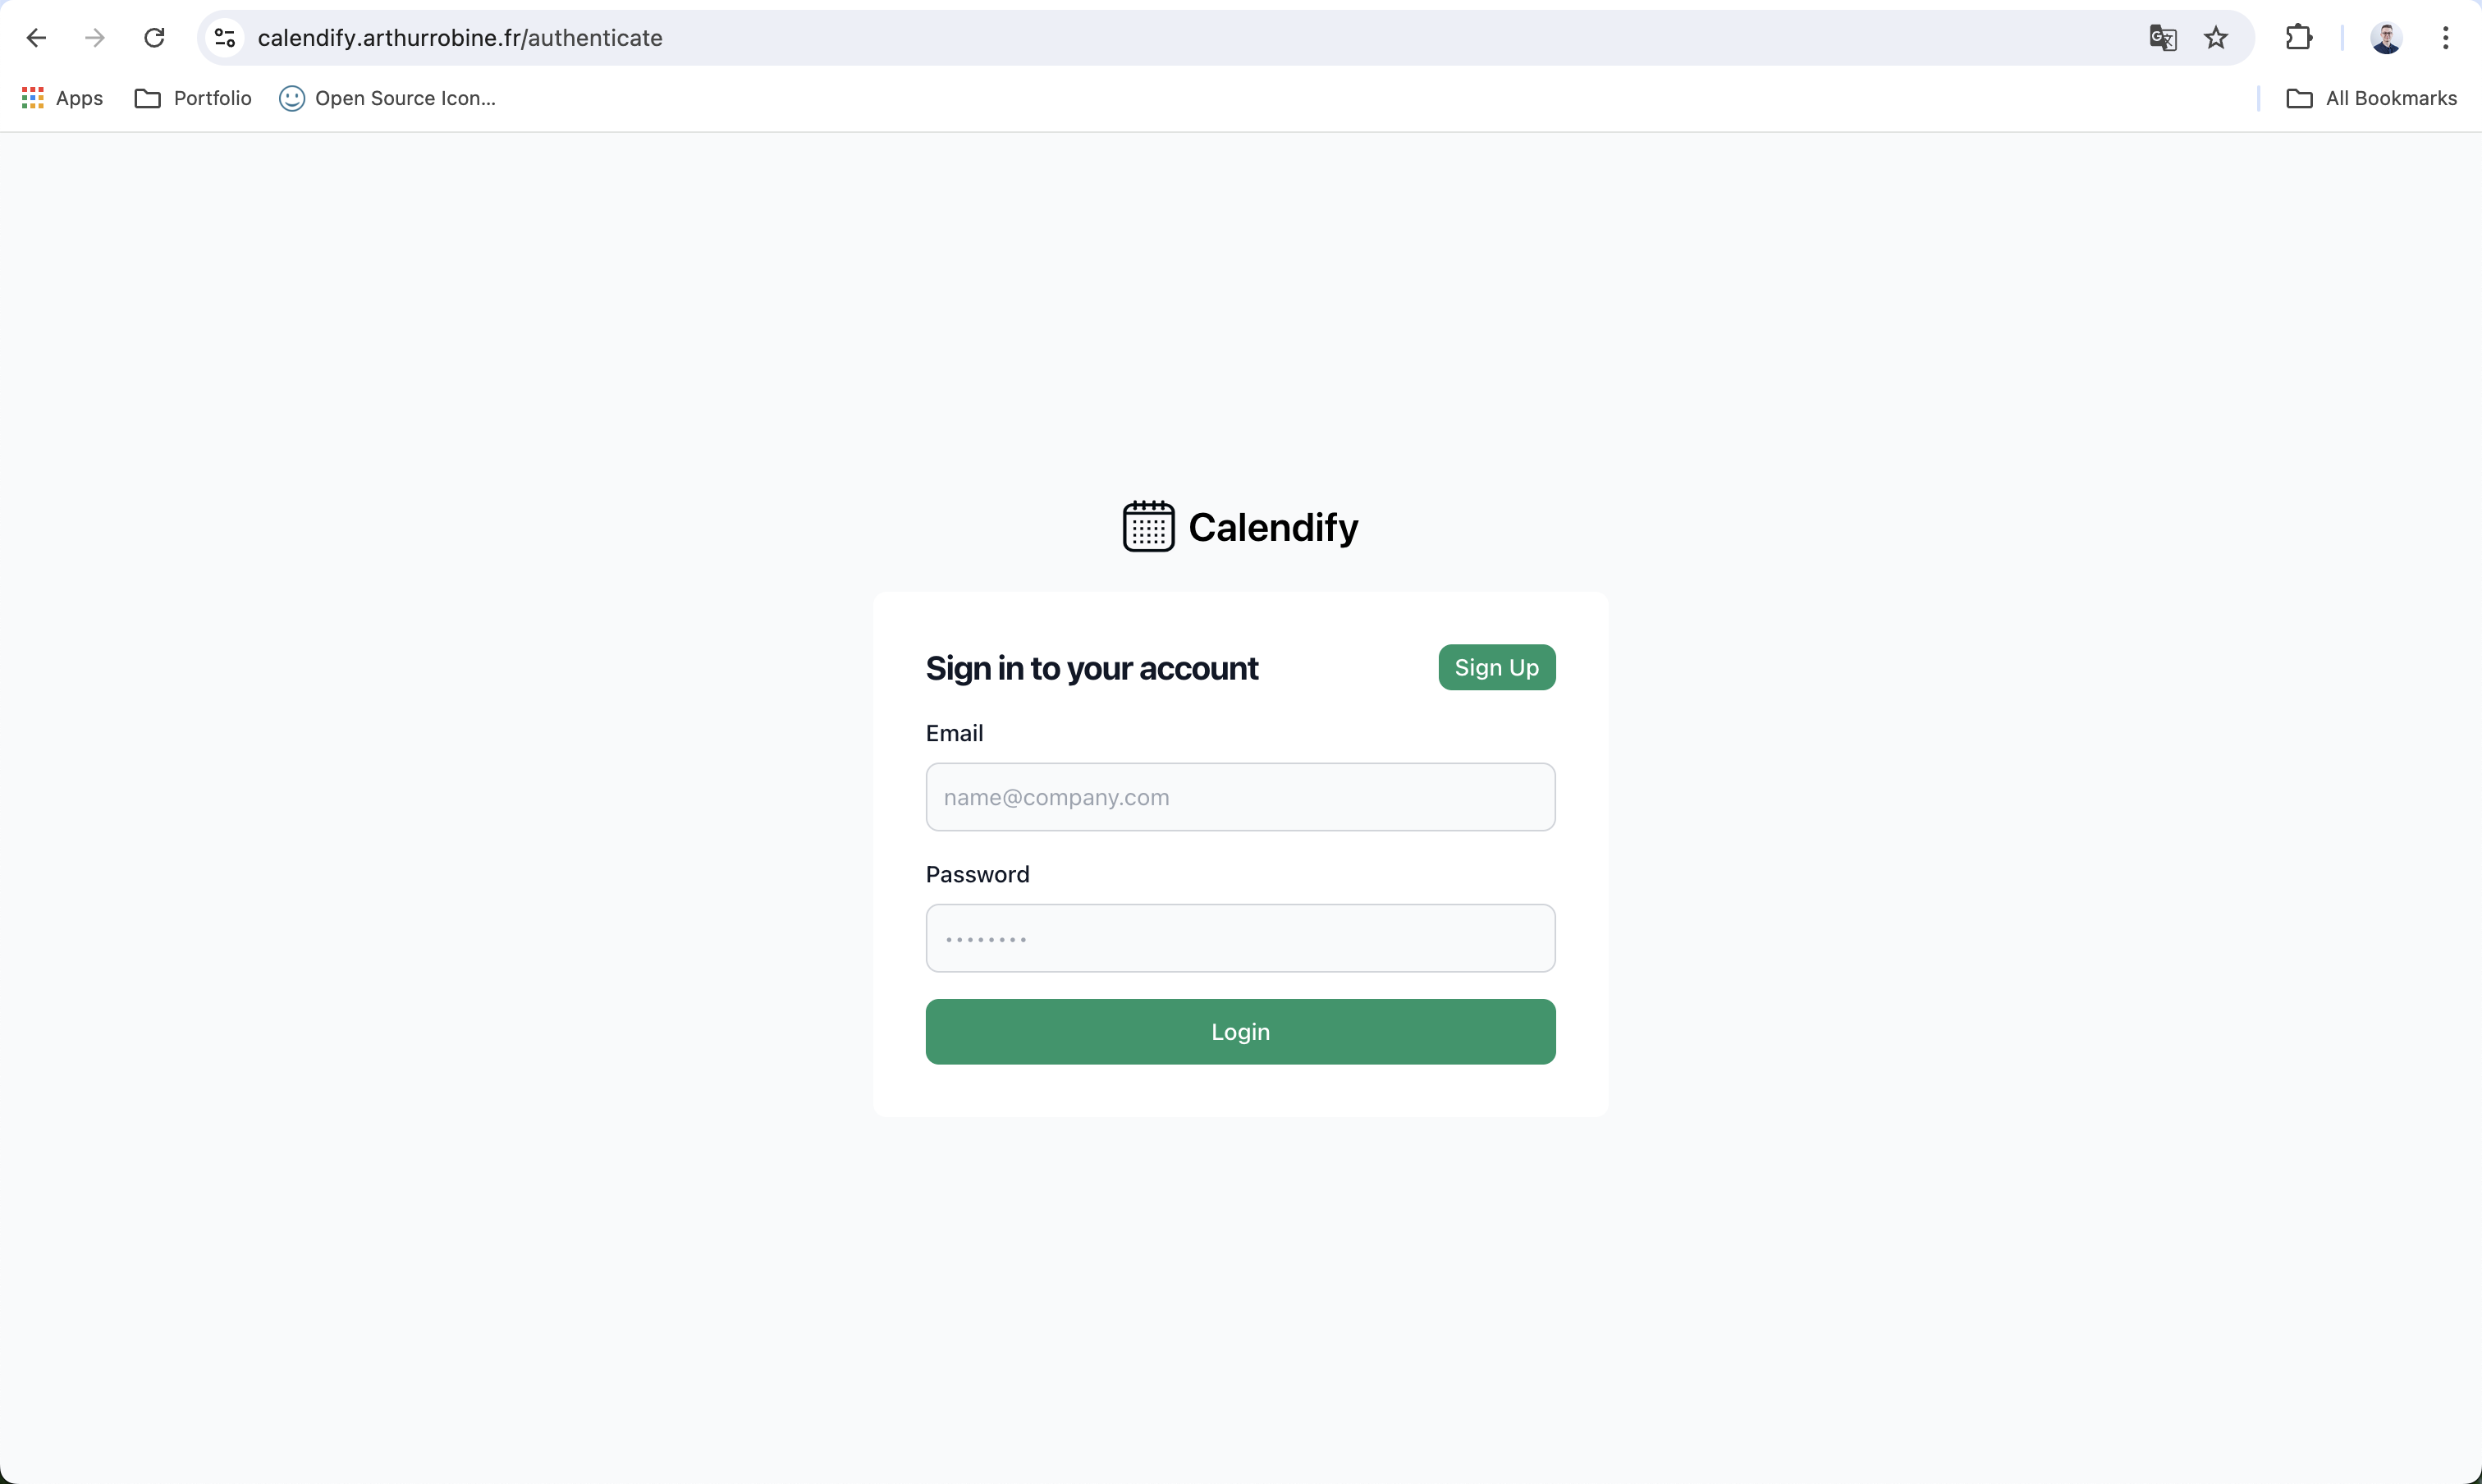 calendify.arthurrobine.fr/authenticate
Apps Portfolio Open Source Icon... All Bookmarks
Calendify
Sign in to your account Sign Up
Email
name@company.com
Password
••••••••
Login